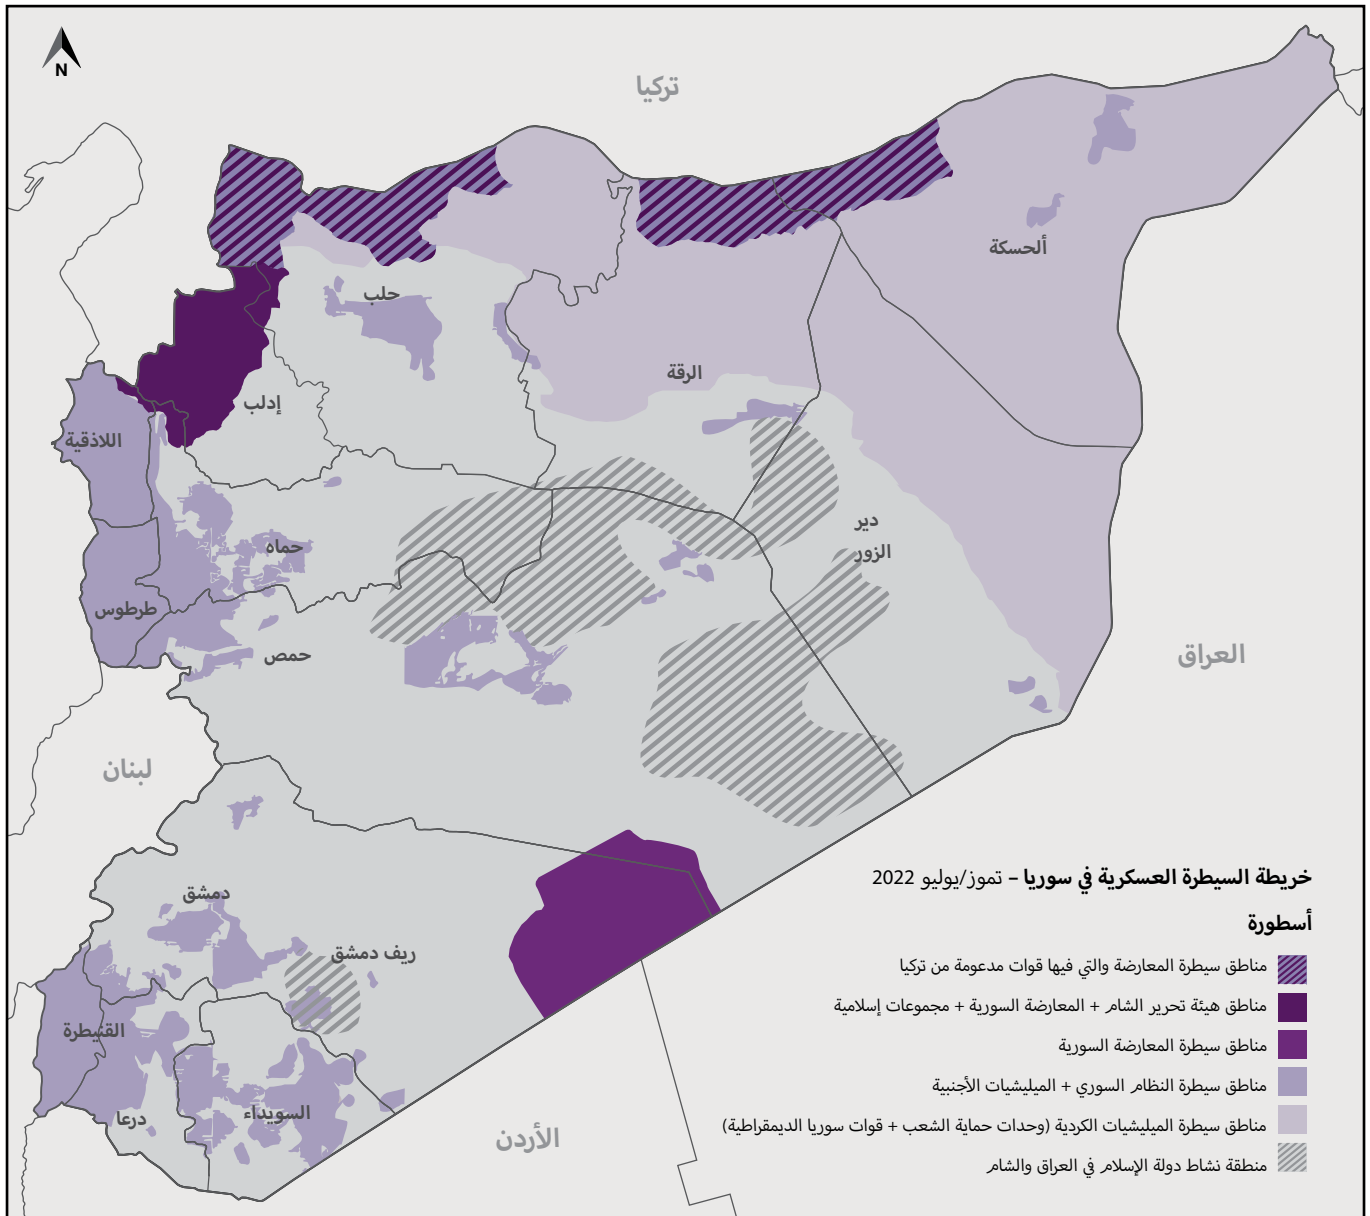 N
تركيا
ألحسكة
حلب
الرقة
إدلب
اللاذقية
دير
الزور
حماه
طرطوس
حمص
العراق
لبنان
دمشق
ريف دمشق
القنيطرة
درعا
السويداء
الأردن
خريطة السيطرة العسكرية في سوريا – تموز/يوليو 2022
أسطورة
مناطق سيطرة المعارضة والتي فيها قوات مدعومة من تركيا
مناطق هيئة تحرير الشام + المعارضة السورية + مجموعات إسلامية
مناطق سيطرة المعارضة السورية
مناطق سيطرة النظام السوري + الميليشيات الأجنبية
مناطق سيطرة الميليشيات الكردية (وحدات حماية الشعب + قوات سوريا الديمقراطية)
منطقة نشاط دولة الإسلام في العراق والشام